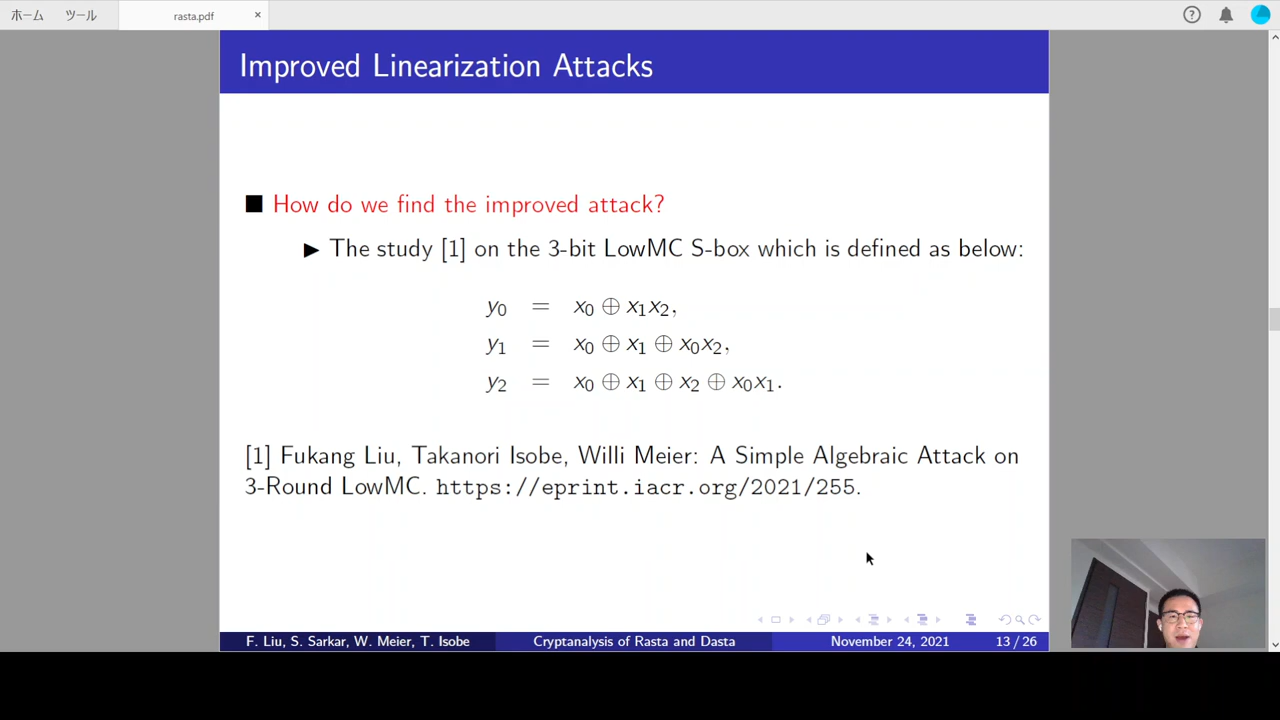 ホーム ツール rasta.pdf ×
Improved Linearization Attacks
How do we find the improved attack?
The study [1] on the 3-bit LowMC S-box which is defined as below:
y₀ = x₀ ⊕ x₁x₂,
y₁ = x₀ ⊕ x₁ ⊕ x₀x₂,
y₂ = x₀ ⊕ x₁ ⊕ x₂ ⊕ x₀x₁.
[1] Fukang Liu, Takanori Isobe, Willi Meier: A Simple Algebraic Attack on
3-Round LowMC. https://eprint.iacr.org/2021/255.
F. Liu, S. Sarkar, W. Meier, T. Isobe Cryptanalysis of Rasta and Dasta November 24, 2021 13 / 26